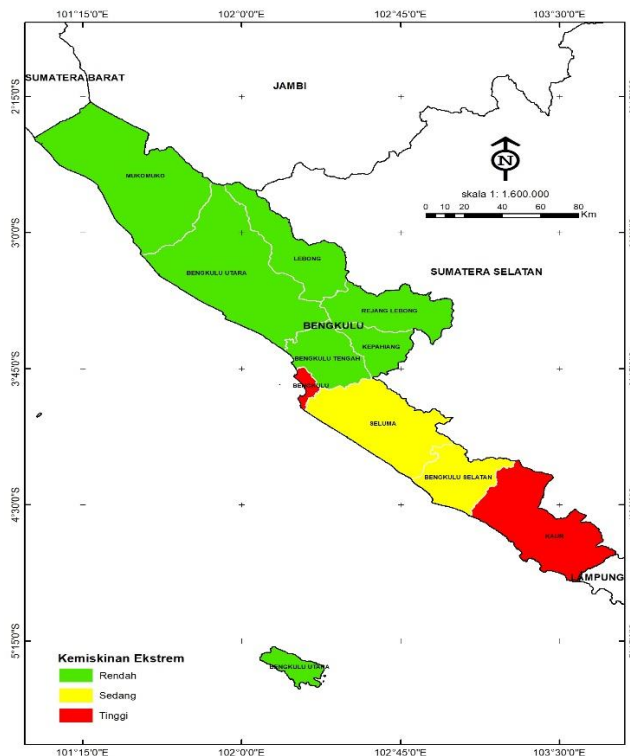 101°15'0"E 102°0'0"E 102°45'0"E 103°30'0"E
SUMATERA BARAT
JAMBI
2°15'0"S
N
skala 1: 1.600.000
0 10 20 40 60 80
Km
MUKOMUKO
3°0'0"S
LEBONG
BENGKULU UTARA
SUMATERA SELATAN
REJANG LEBONG
BENGKULU
KEPAHIANG
BENGKULU TENGAH
3°45'0"S
BENGKULU
SELUMA
BENGKULU SELATAN
4°30'0"S
KAUR
LAMPUNG
5°15'0"S
BENGKULU UTARA
Kemiskinan Ekstrem
Rendah
Sedang
Tinggi
101°15'0"E 102°0'0"E 102°45'0"E 103°30'0"E